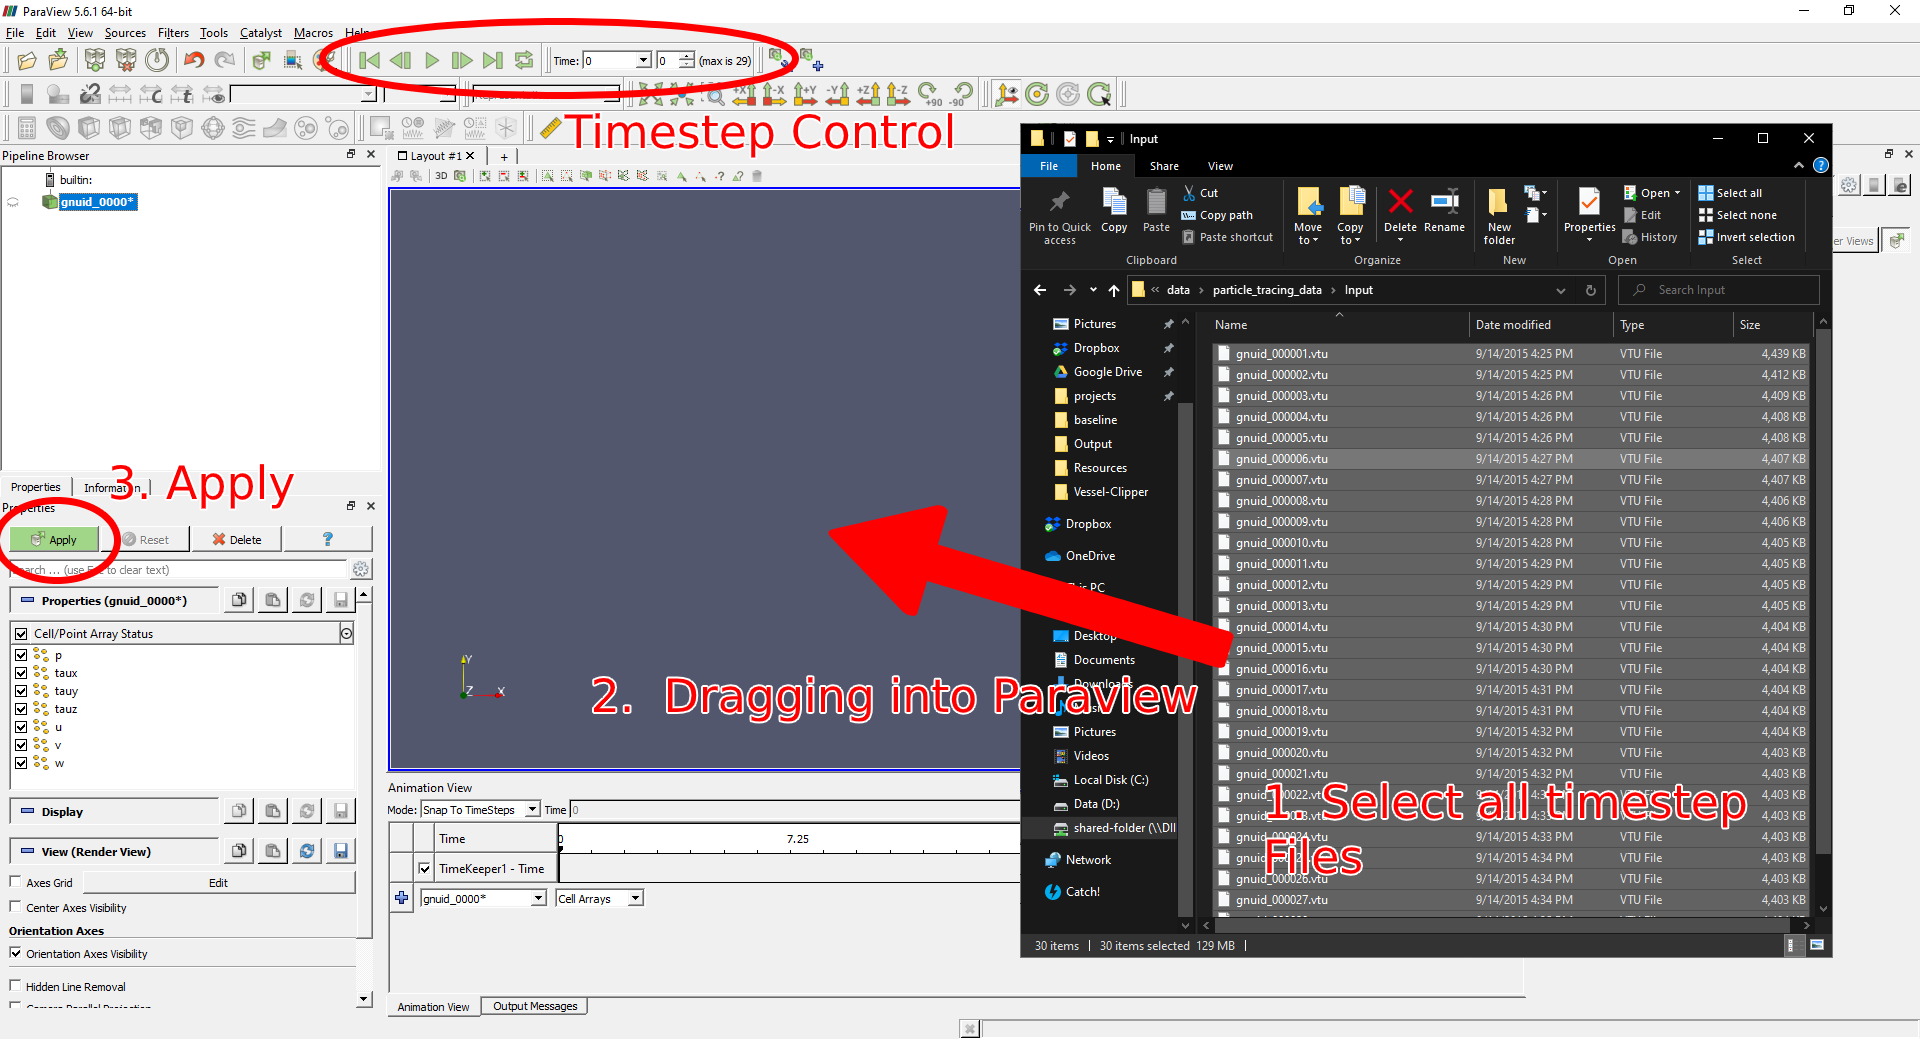 ParaView 5.6.1 64-bit
File Edit View Sources Filters Tools Catalyst Macros Help
Time: 0 0 (max is 29)
+X -X +Y -Y +Z -Z +90 -90
Timestep Control
Pipeline Browser
builtin:
gnuid_0000*
Layout #1 +
3D
3. Apply
Properties Information
Properties
Apply Reset Delete ?
Search ... (use Esc to clear text)
Properties (gnuid_0000*)
Cell/Point Array Status
p
taux
tauy
tauz
u
v
w
Display
View (Render View)
Axes Grid Edit
Center Axes Visibility
Orientation Axes
Orientation Axes Visibility
Hidden Line Removal
Camera Parallel Projection
Y
Z X
2. Dragging into Paraview
Animation View
Mode: Snap To TimeSteps Time 0
Time 0 7.25
TimeKeeper1 - Time
gnuid_0000* Cell Arrays
Animation View Output Messages
Input
File Home Share View
Pin to Quick access
Copy
Paste
Cut
Copy path
Paste shortcut
Clipboard
Move to
Copy to
Delete
Rename
Organize
New folder
New
Properties
Open
Edit
History
Open
Select all
Select none
Invert selection
Select
er Views
« data › particle_tracing_data › Input
Search Input
Pictures
Dropbox
Google Drive
projects
baseline
Output
Resources
Vessel-Clipper
Dropbox
OneDrive
This PC
Desktop
Documents
Downloads
Music
Pictures
Videos
Local Disk (C:)
Data (D:)
shared-folder (\\DII
Network
Catch!
Name Date modified Type Size
gnuid_000001.vtu 9/14/2015 4:25 PM VTU File 4,439 KB
gnuid_000002.vtu 9/14/2015 4:25 PM VTU File 4,412 KB
gnuid_000003.vtu 9/14/2015 4:26 PM VTU File 4,409 KB
gnuid_000004.vtu 9/14/2015 4:26 PM VTU File 4,408 KB
gnuid_000005.vtu 9/14/2015 4:26 PM VTU File 4,408 KB
gnuid_000006.vtu 9/14/2015 4:27 PM VTU File 4,407 KB
gnuid_000007.vtu 9/14/2015 4:27 PM VTU File 4,407 KB
gnuid_000008.vtu 9/14/2015 4:28 PM VTU File 4,406 KB
gnuid_000009.vtu 9/14/2015 4:28 PM VTU File 4,406 KB
gnuid_000010.vtu 9/14/2015 4:28 PM VTU File 4,405 KB
gnuid_000011.vtu 9/14/2015 4:29 PM VTU File 4,405 KB
gnuid_000012.vtu 9/14/2015 4:29 PM VTU File 4,405 KB
gnuid_000013.vtu 9/14/2015 4:29 PM VTU File 4,405 KB
gnuid_000014.vtu 9/14/2015 4:30 PM VTU File 4,404 KB
gnuid_000015.vtu 9/14/2015 4:30 PM VTU File 4,404 KB
gnuid_000016.vtu 9/14/2015 4:30 PM VTU File 4,404 KB
gnuid_000017.vtu 9/14/2015 4:31 PM VTU File 4,404 KB
gnuid_000018.vtu 9/14/2015 4:31 PM VTU File 4,404 KB
gnuid_000019.vtu 9/14/2015 4:32 PM VTU File 4,404 KB
gnuid_000020.vtu 9/14/2015 4:32 PM VTU File 4,403 KB
gnuid_000021.vtu 9/14/2015 4:32 PM VTU File 4,403 KB
gnuid_000022.vtu VTU File 4,403 KB
VTU File 4,403 KB
4:33 PM VTU File 4,403 KB
9/14/2015 4:34 PM VTU File 4,403 KB
gnuid_000026.vtu 9/14/2015 4:34 PM VTU File 4,403 KB
gnuid_000027.vtu 9/14/2015 4:34 PM VTU File 4,403 KB
1. Select all timestep
Files
30 items 30 items selected 129 MB